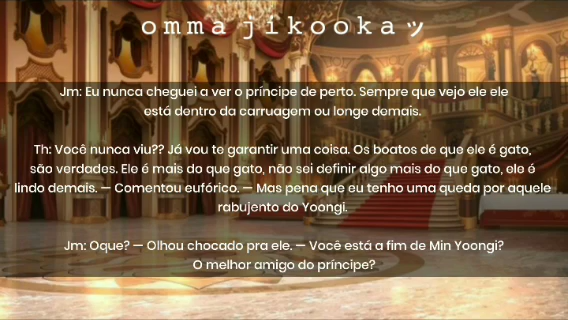 omma jikooka ツ
Jm: Eu nunca cheguei a ver o príncipe de perto. Sempre que vejo ele ele
está dentro da carruagem ou longe demais.
Th: Você nunca viu?? Já vou te garantir uma coisa. Os boatos de que ele é gato,
são verdades. Ele é mais do que gato, não sei definir algo mais do que gato, ele é
lindo demais. — Comentou eufórico. — Mas pena que eu tenho uma queda por aquele
rabujento do Yoongi.
Jm: Oque? — Olhou chocado pra ele. — Você está a fim de Min Yoongi?
O melhor amigo do príncipe?